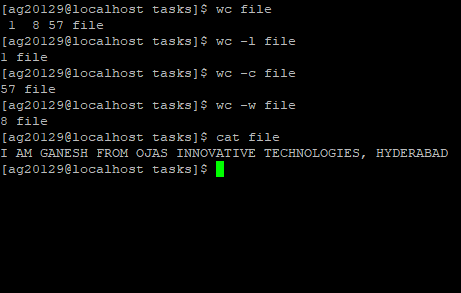 [ag20129@localhost tasks]$ wc file
 1  8 57 file
[ag20129@localhost tasks]$ wc -l file
1 file
[ag20129@localhost tasks]$ wc -c file
57 file
[ag20129@localhost tasks]$ wc -w file
8 file
[ag20129@localhost tasks]$ cat file
I AM GANESH FROM OJAS INNOVATIVE TECHNOLOGIES, HYDERABAD
[ag20129@localhost tasks]$